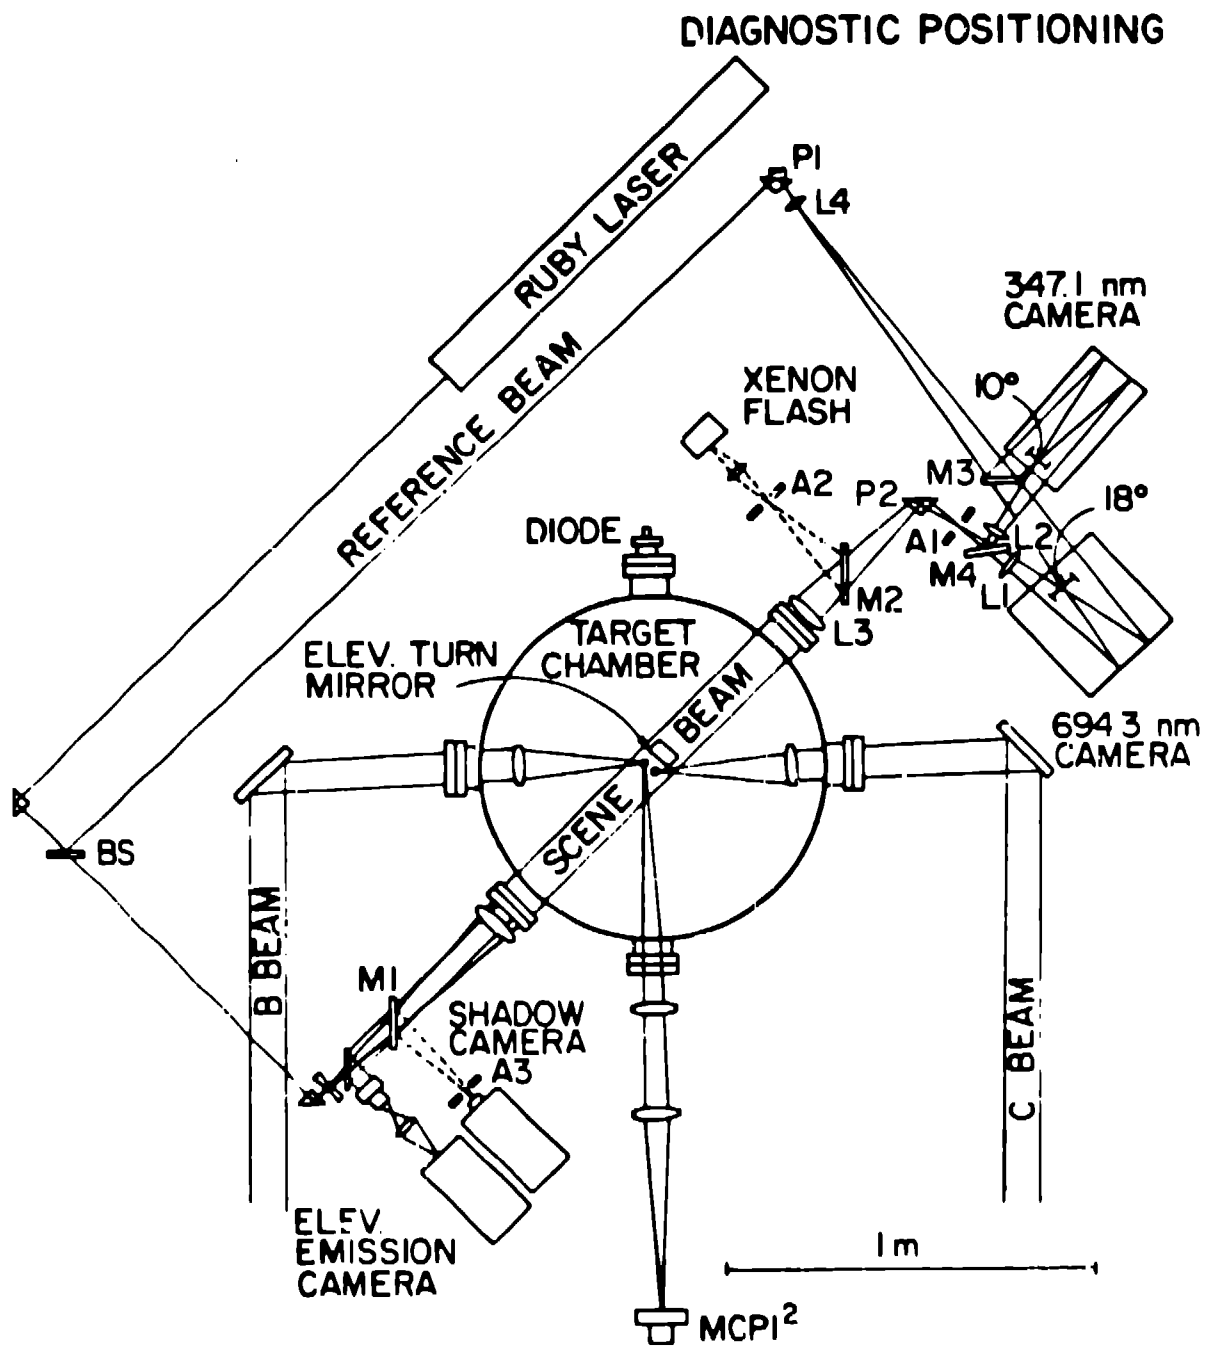 DIAGNOSTIC POSITIONING
P1
L4
RUBY LASER
REFERENCE BEAM
347.1 nm
CAMERA
10°
XENON
FLASH
A2
M3
P2
18°
A1
L2
M4
L1
DIODE
M2
L3
TARGET
CHAMBER
ELEV. TURN
MIRROR
SCENE BEAM
694 3 nm
CAMERA
BS
B BEAM
M1
SHADOW
CAMERA
A3
C BEAM
ELEV.
EMISSION
CAMERA
1 m
MCPI²